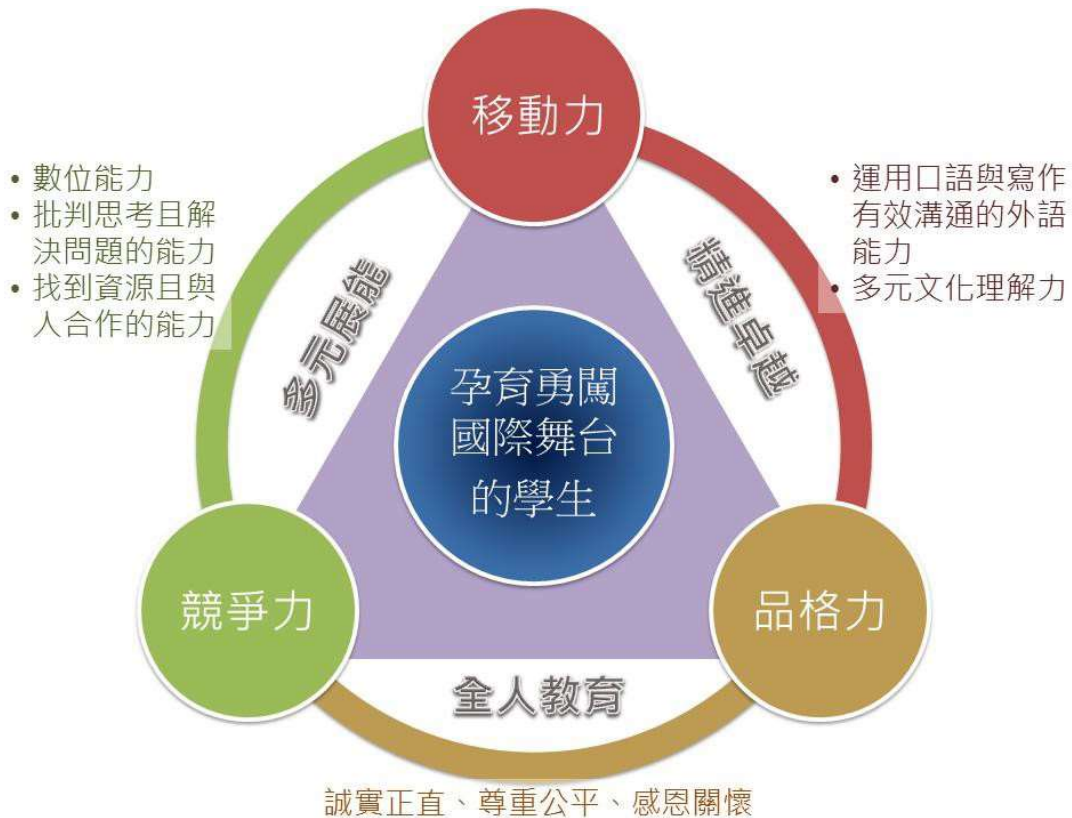 移動力
• 數位能力
• 批判思考且解
決問題的能力
• 找到資源且與
人合作的能力
• 運用口語與寫作
有效溝通的外語
能力
• 多元文化理解力
多元展能
精進卓越
孕育勇闖
國際舞台
的學生
競爭力
品格力
全人教育
誠實正直、尊重公平、感恩關懷